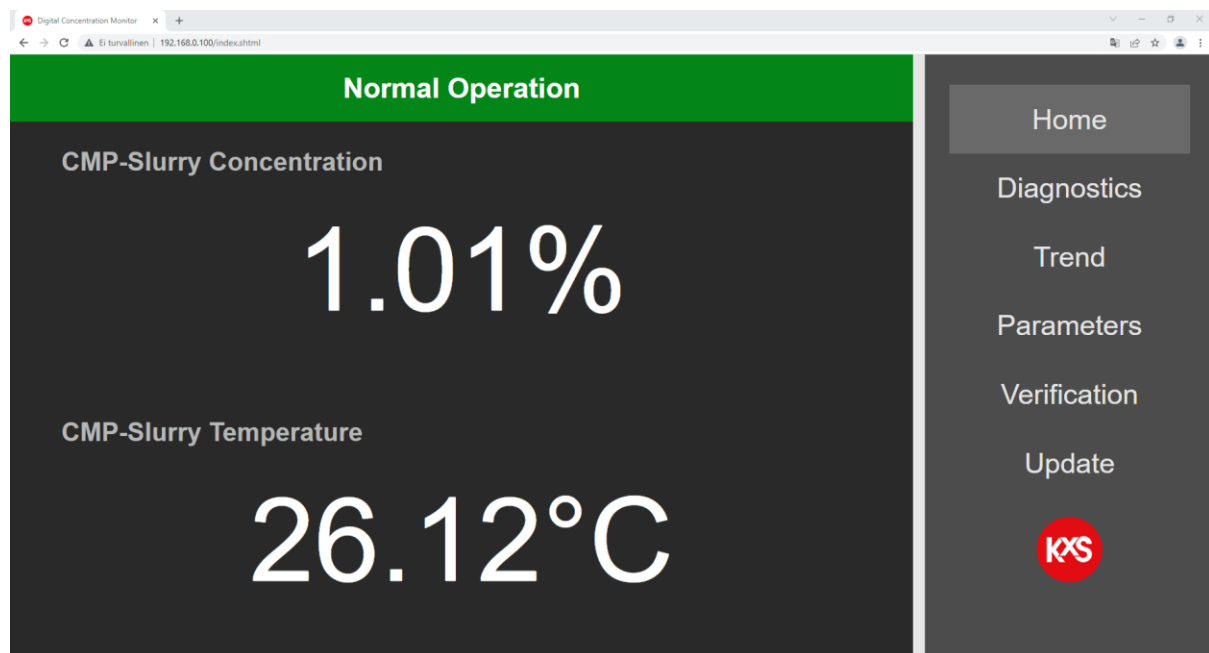 Digital Concentration Monitor
Ei turvallinen | 192.168.0.100/index.shtml
Normal Operation
CMP-Slurry Concentration
1.01%
CMP-Slurry Temperature
26.12°C
Home
Diagnostics
Trend
Parameters
Verification
Update
KXS